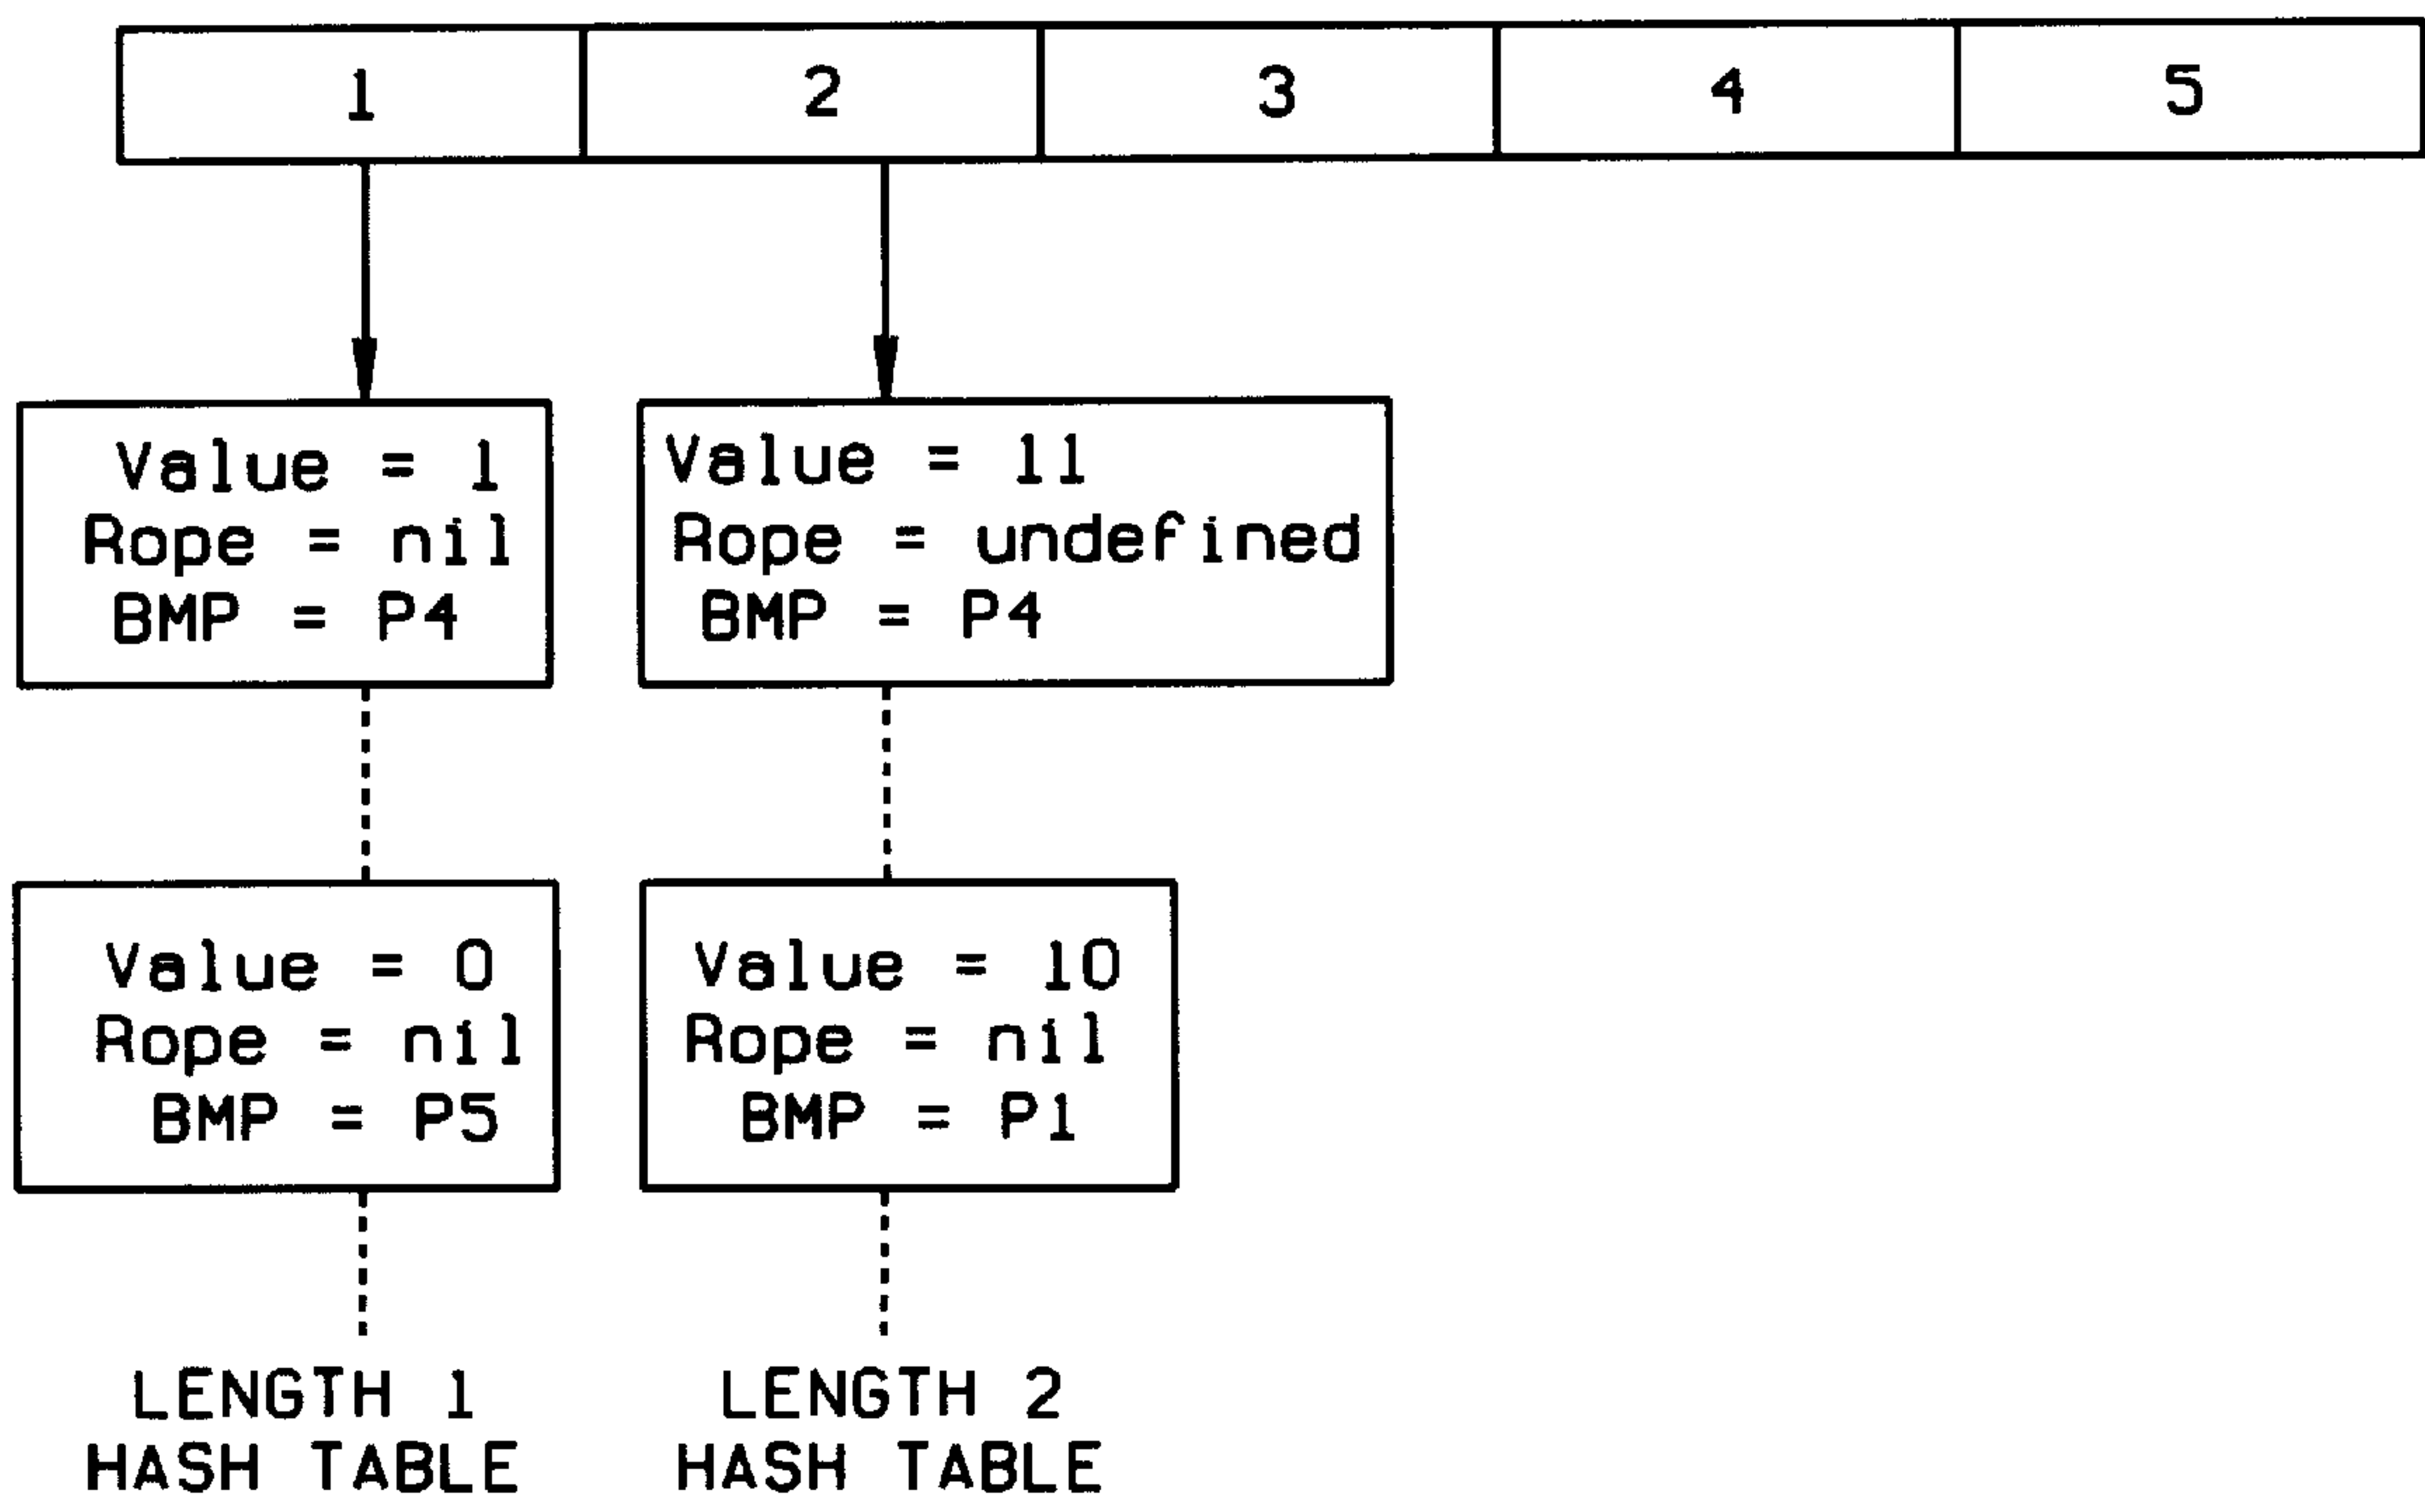 1 2 3 4 5
Value = 1
Rope = nil
BMP = P4
Value = 11
Rope = undefined
BMP = P4
Value = 0
Rope = nil
BMP = P5
Value = 10
Rope = nil
BMP = P1
LENGTH 1
HASH TABLE
LENGTH 2
HASH TABLE